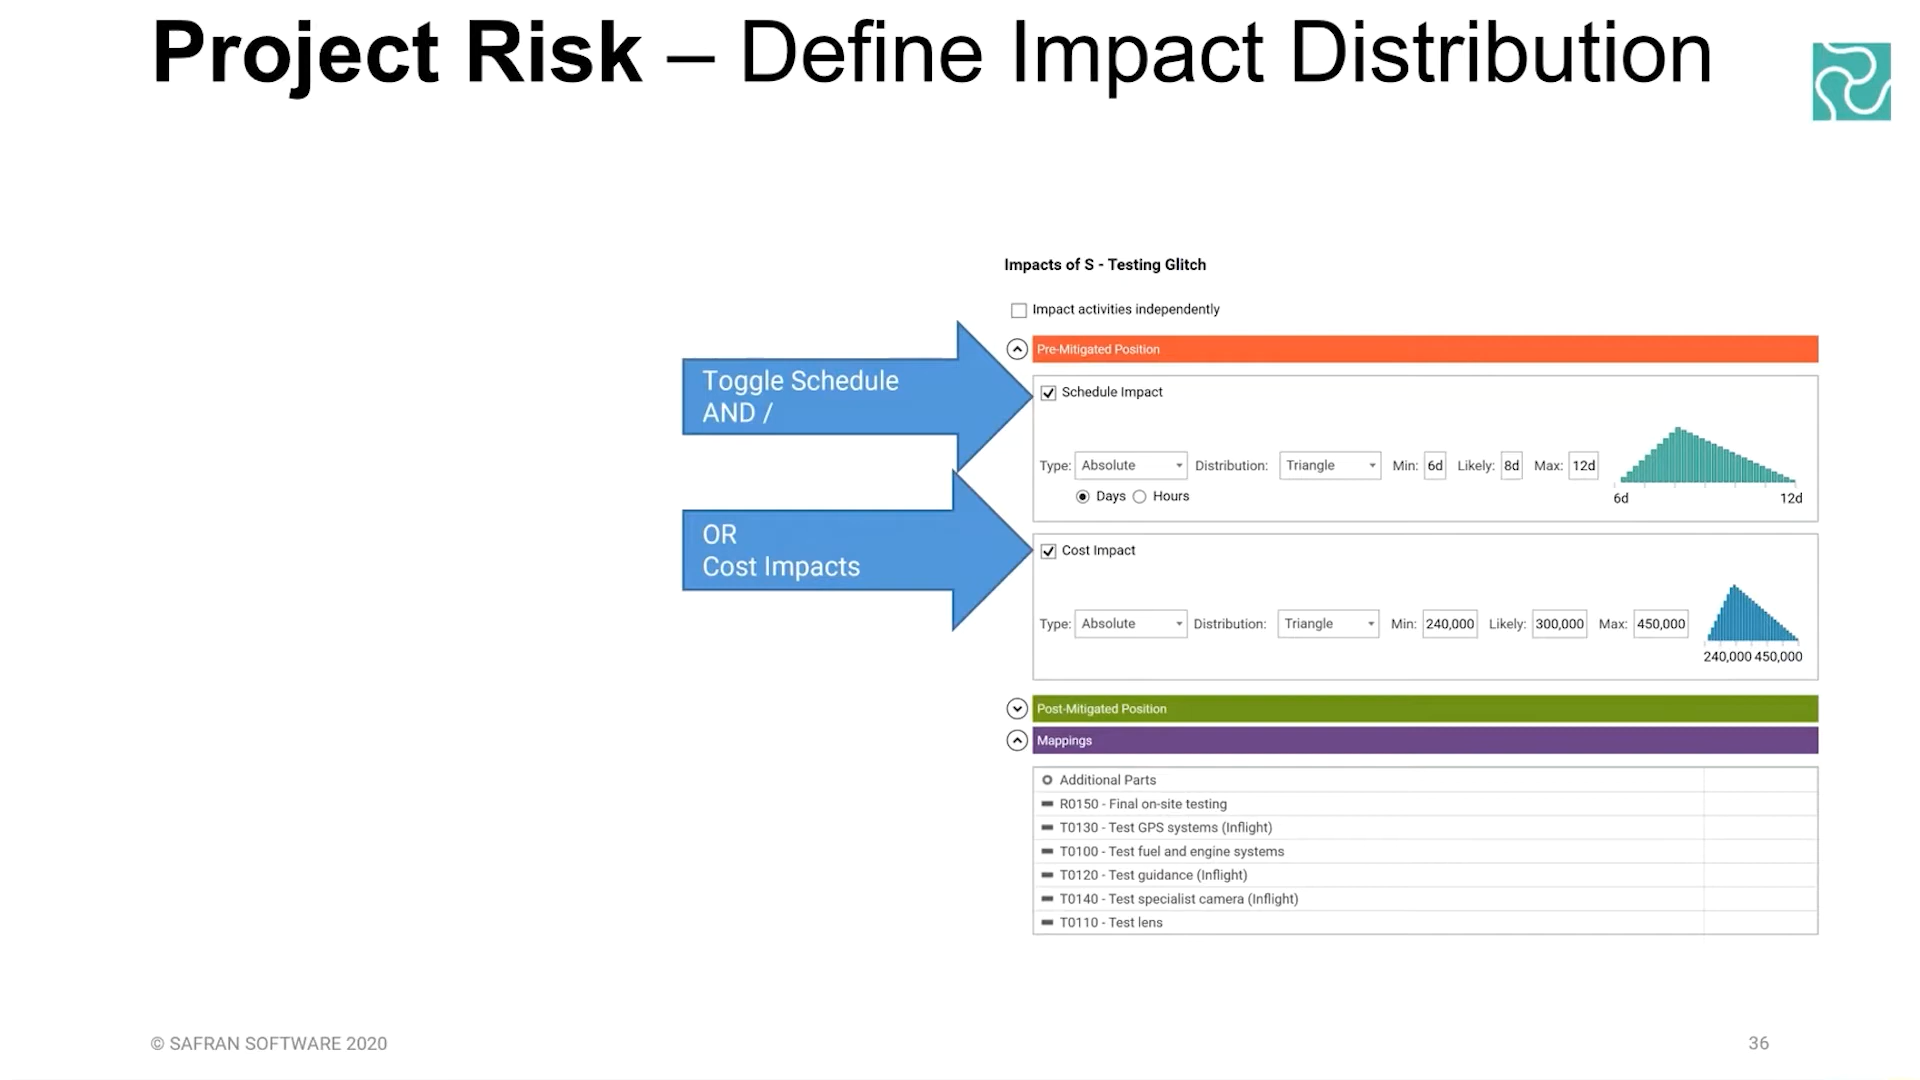 Project Risk – Define Impact Distribution
Impacts of S - Testing Glitch
Impact activities independently
Pre-Mitigated Position
Toggle Schedule
AND /
Schedule Impact
Type: Absolute Distribution: Triangle Min: 6d Likely: 8d Max: 12d
Days Hours
6d 12d
OR
Cost Impacts
Cost Impact
Type: Absolute Distribution: Triangle Min: 240,000 Likely: 300,000 Max: 450,000
240,000 450,000
Post-Mitigated Position
Mappings
Additional Parts
R0150 - Final on-site testing
T0130 - Test GPS systems (Inflight)
T0100 - Test fuel and engine systems
T0120 - Test guidance (Inflight)
T0140 - Test specialist camera (Inflight)
T0110 - Test lens
© SAFRAN SOFTWARE 2020
36